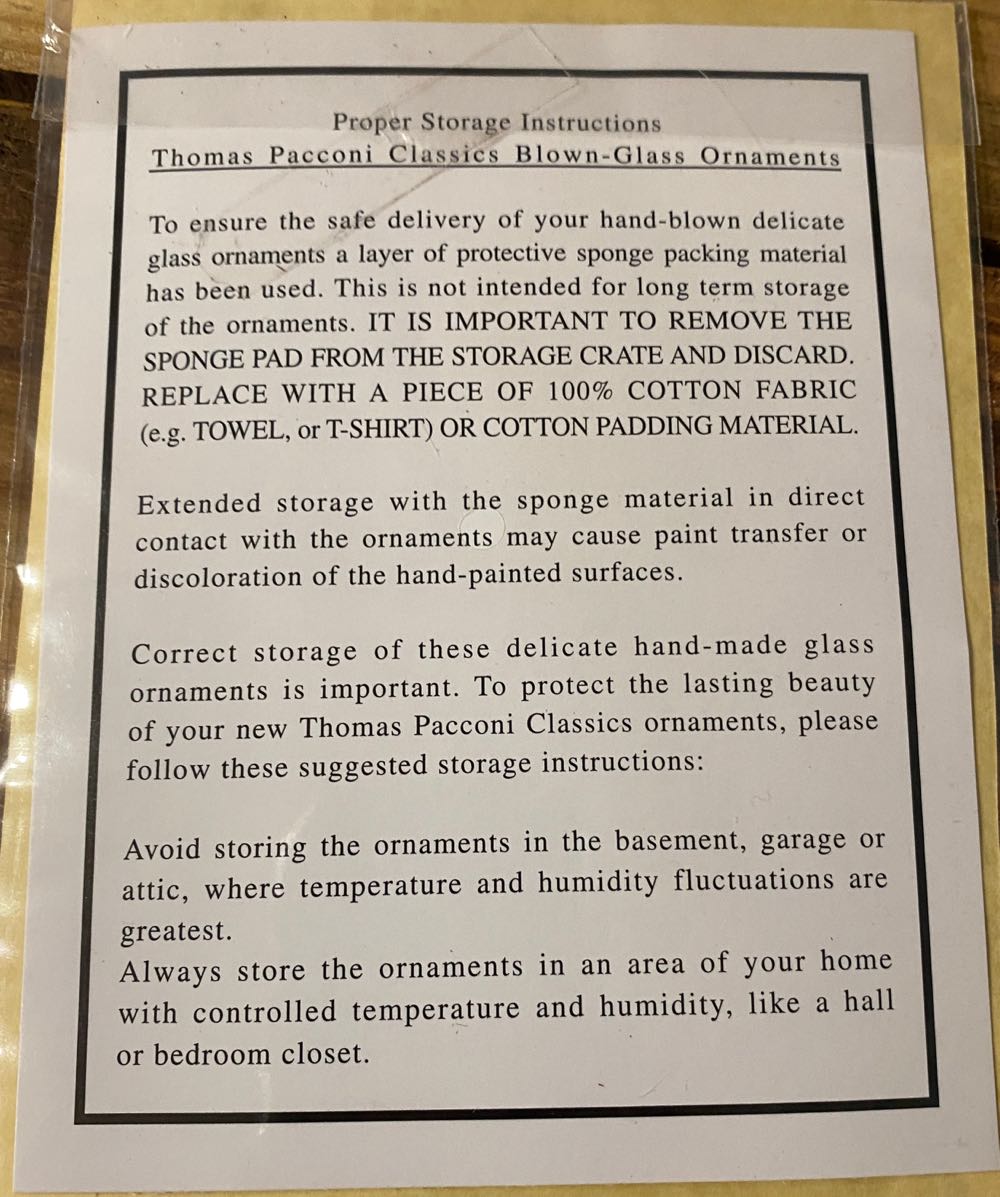 Proper Storage Instructions
Thomas Pacconi Classics Blown-Glass Ornaments
To ensure the safe delivery of your hand-blown delicate
glass ornaments a layer of protective sponge packing material
has been used. This is not intended for long term storage
of the ornaments. IT IS IMPORTANT TO REMOVE THE
SPONGE PAD FROM THE STORAGE CRATE AND DISCARD.
REPLACE WITH A PIECE OF 100% COTTON FABRIC
(e.g. TOWEL, or T-SHIRT) OR COTTON PADDING MATERIAL.
Extended storage with the sponge material in direct
contact with the ornaments may cause paint transfer or
discoloration of the hand-painted surfaces.
Correct storage of these delicate hand-made glass
ornaments is important. To protect the lasting beauty
of your new Thomas Pacconi Classics ornaments, please
follow these suggested storage instructions:
Avoid storing the ornaments in the basement, garage or
attic, where temperature and humidity fluctuations are
greatest.
Always store the ornaments in an area of your home
with controlled temperature and humidity, like a hall
or bedroom closet.